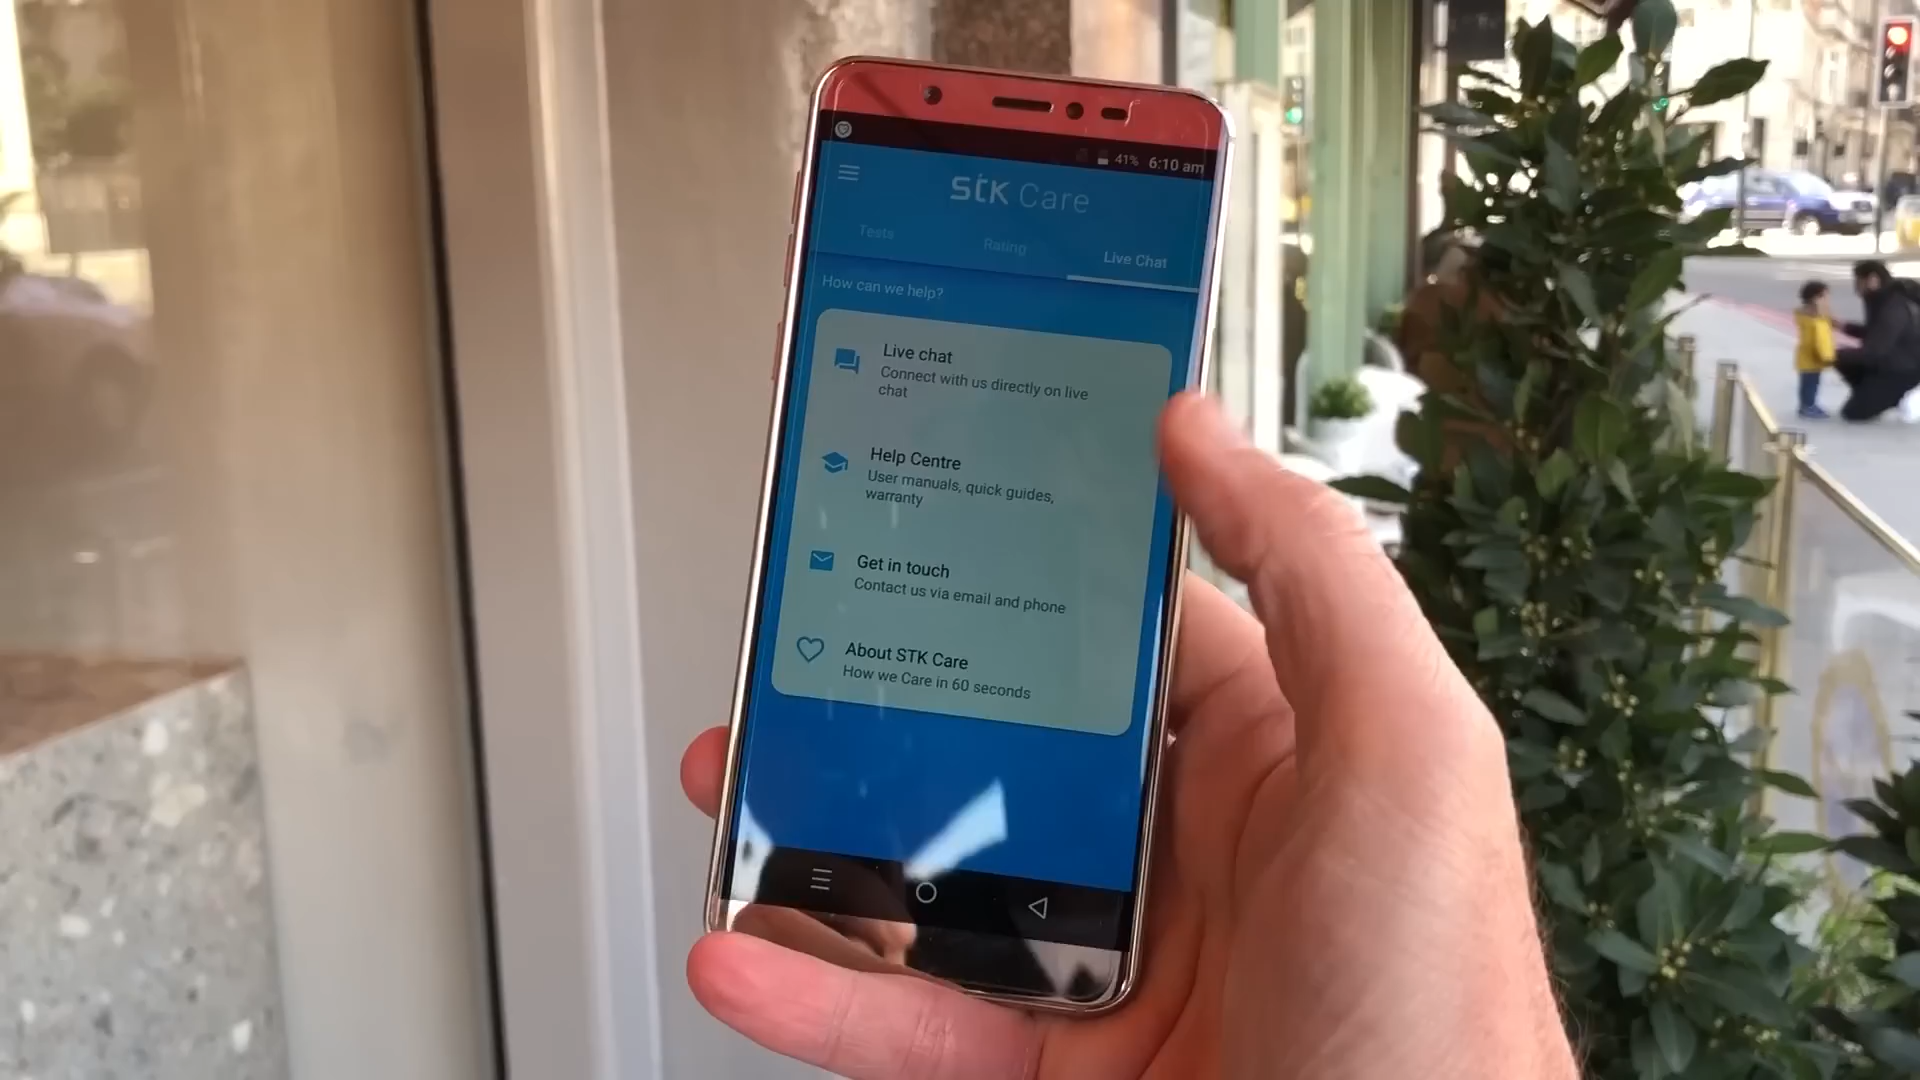 41% 6:10 am
STK Care
Tests Rating Live Chat
How can we help?
Live chat
Connect with us directly on live
chat
Help Centre
User manuals, quick guides,
warranty
Get in touch
Contact us via email and phone
About STK Care
How we Care in 60 seconds